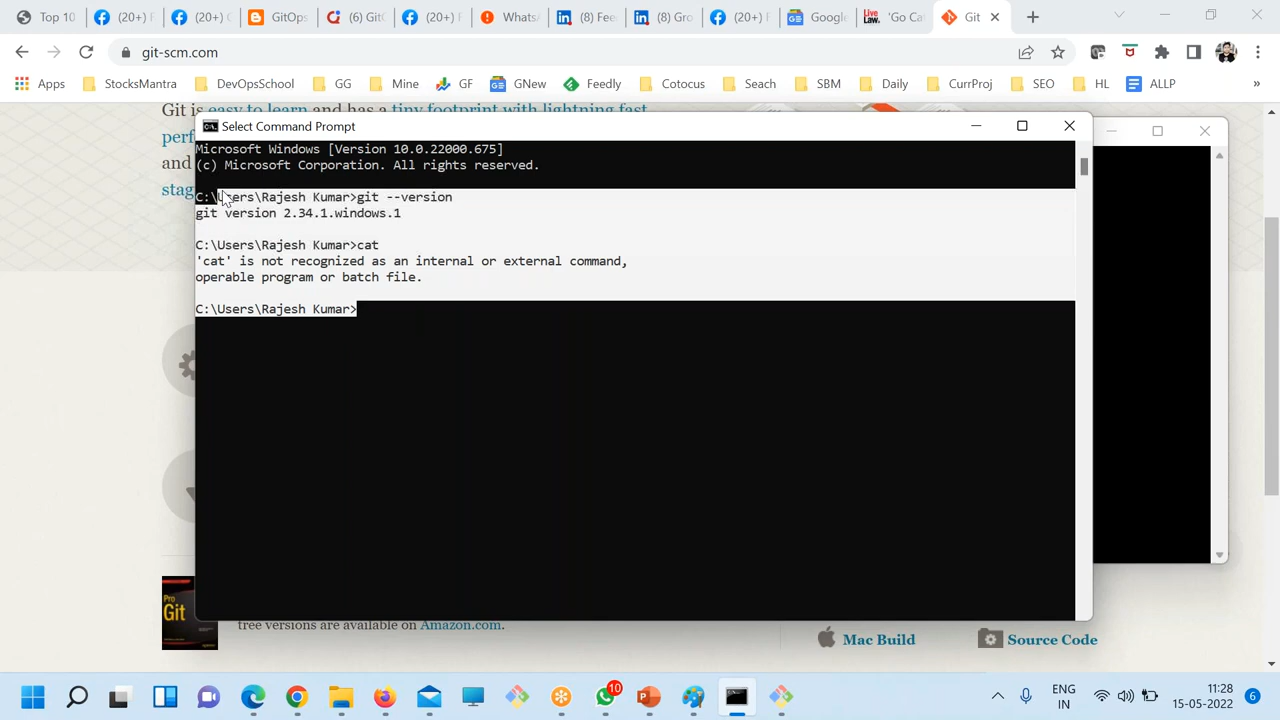 Top 10
(20+) F
(20+) C
GitOps
(6) GitO
(20+) F
WhatsA
(8) Fee
(8) Gro
(20+) F
Google
Live Law.
'Go Ca
Git
git-scm.com
Apps
StocksMantra
DevOpsSchool
GG
Mine
GF
GNew
Feedly
Cotocus
Seach
SBM
Daily
CurrProj
SEO
HL
ALLP
»
Git is easy to learn and has a tiny footprint with lightning fast
perf
and
stag
Select Command Prompt
Microsoft Windows [Version 10.0.22000.675]
(c) Microsoft Corporation. All rights reserved.
C:\Users\Rajesh Kumar>git --version
git version 2.34.1.windows.1
C:\Users\Rajesh Kumar>cat
'cat' is not recognized as an internal or external command,
operable program or batch file.
C:\Users\Rajesh Kumar>
Pro
Git
tree versions are available on Amazon.com.
Mac Build
Source Code
10
ENG
IN
11:28
15-05-2022
6